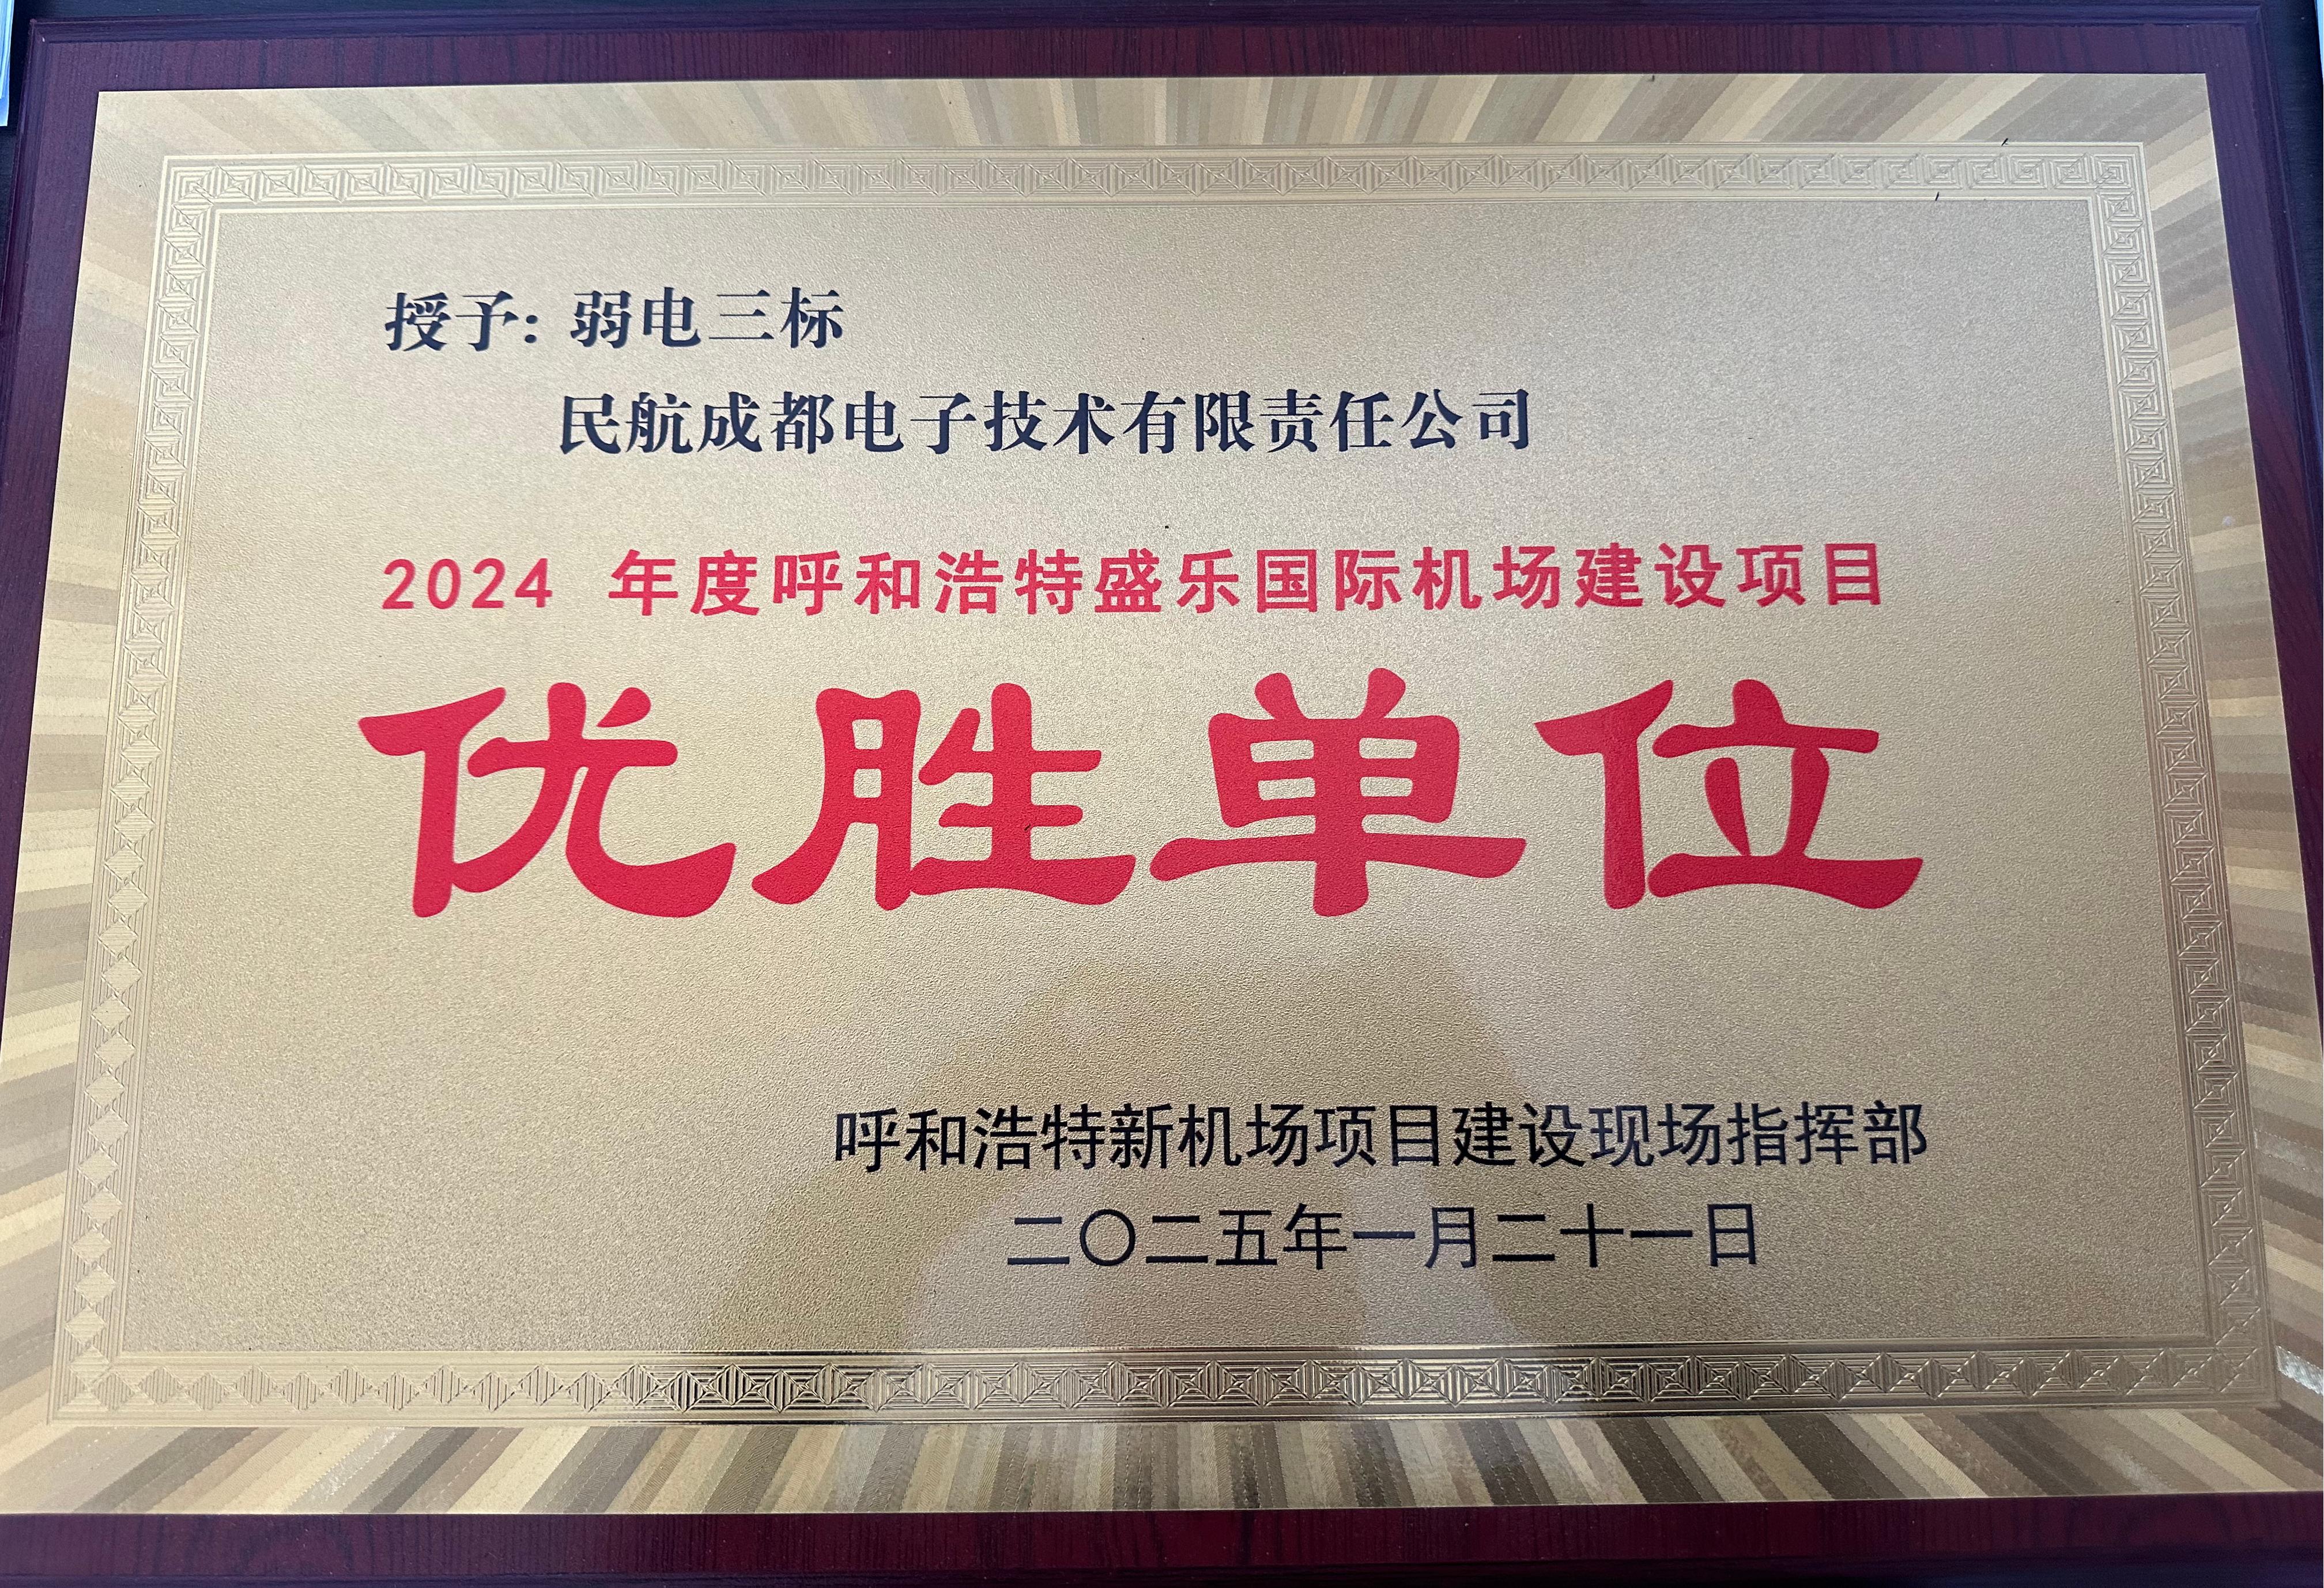 授予：弱电三标
民航成都电子技术有限责任公司
2024 年度呼和浩特盛乐国际机场建设项目
优胜单位
呼和浩特新机场项目建设现场指挥部
二〇二五年一月二十一日